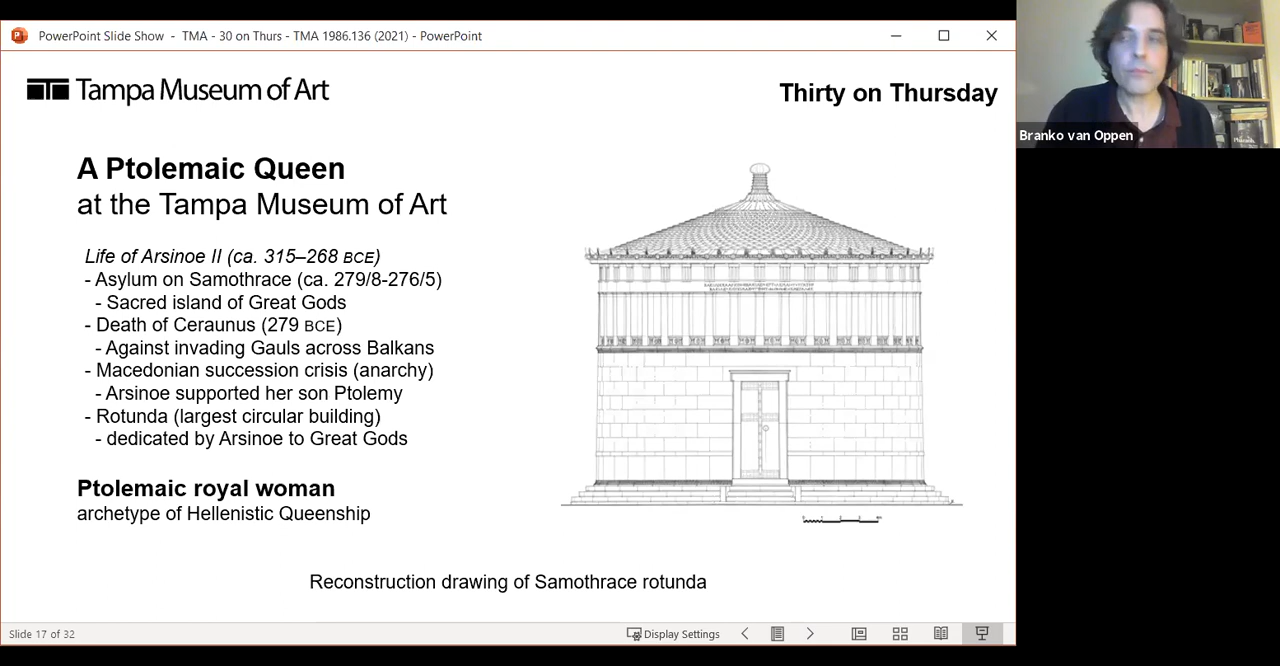 PowerPoint Slide Show - TMA - 30 on Thurs - TMA 1986.136 (2021) - PowerPoint
Tampa Museum of Art
Thirty on Thursday
A Ptolemaic Queen
at the Tampa Museum of Art
Life of Arsinoe II (ca. 315–268 BCE)
- Asylum on Samothrace (ca. 279/8-276/5)
- Sacred island of Great Gods
- Death of Ceraunus (279 BCE)
- Against invading Gauls across Balkans
- Macedonian succession crisis (anarchy)
- Arsinoe supported her son Ptolemy
- Rotunda (largest circular building)
- dedicated by Arsinoe to Great Gods
Ptolemaic royal woman
archetype of Hellenistic Queenship
Reconstruction drawing of Samothrace rotunda
Slide 17 of 32
Display Settings
Branko van Oppen